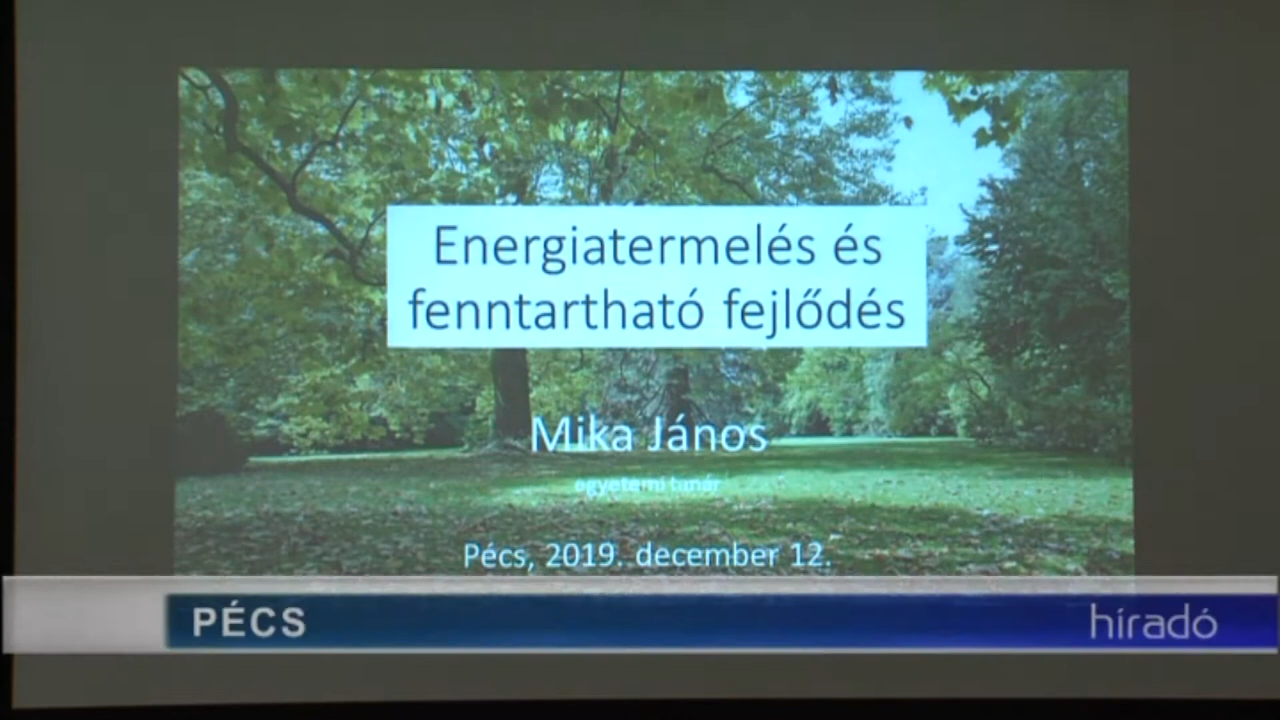 Energiatermelés és
fenntartható fejlődés
Mika János
egyetemi tanár
Pécs, 2019. december 12.
PÉCS
híradó